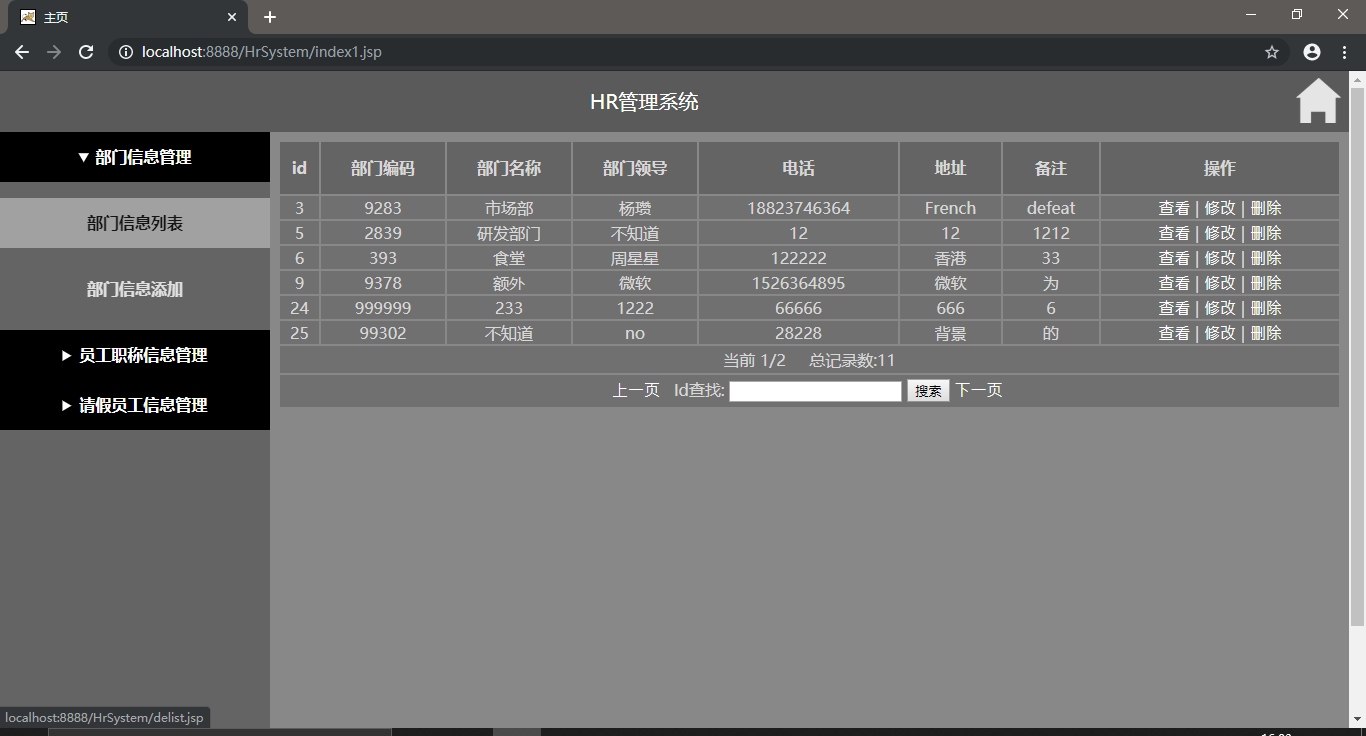 主页
localhost:8888/HrSystem/index1.jsp
HR管理系统
▼ 部门信息管理
部门信息列表
部门信息添加
▶ 员工职称信息管理
▶ 请假员工信息管理
id 部门编码 部门名称 部门领导 电话 地址 备注 操作
3 9283 市场部 杨瓒 18823746364 French defeat 查看 | 修改 | 删除
5 2839 研发部门 不知道 12 12 1212 查看 | 修改 | 删除
6 393 食堂 周星星 122222 香港 33 查看 | 修改 | 删除
9 9378 额外 微软 1526364895 微软 为 查看 | 修改 | 删除
24 999999 233 1222 66666 666 6 查看 | 修改 | 删除
25 99302 不知道 no 28228 背景 的 查看 | 修改 | 删除
当前 1/2 总记录数:11
上一页 Id查找: 搜索 下一页
localhost:8888/HrSystem/delist.jsp